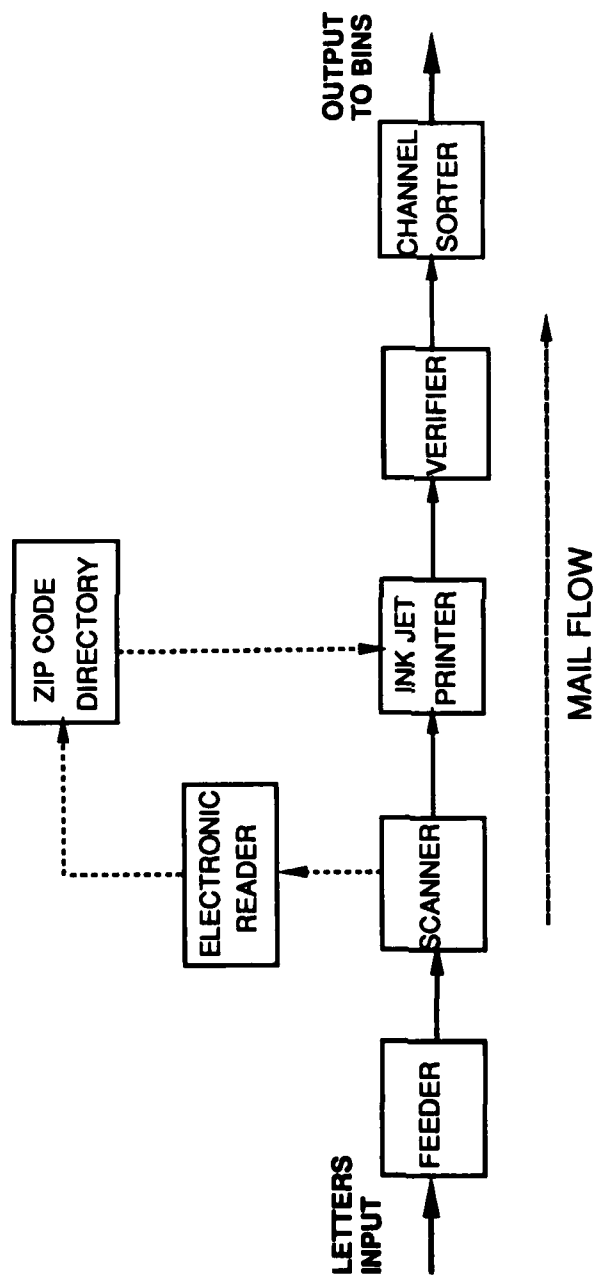 ZIP CODE
DIRECTORY
ELECTRONIC
READER
LETTERS
INPUT
FEEDER
SCANNER
INK JET
PRINTER
VERIFIER
CHANNEL
SORTER
OUTPUT
TO BINS
MAIL FLOW